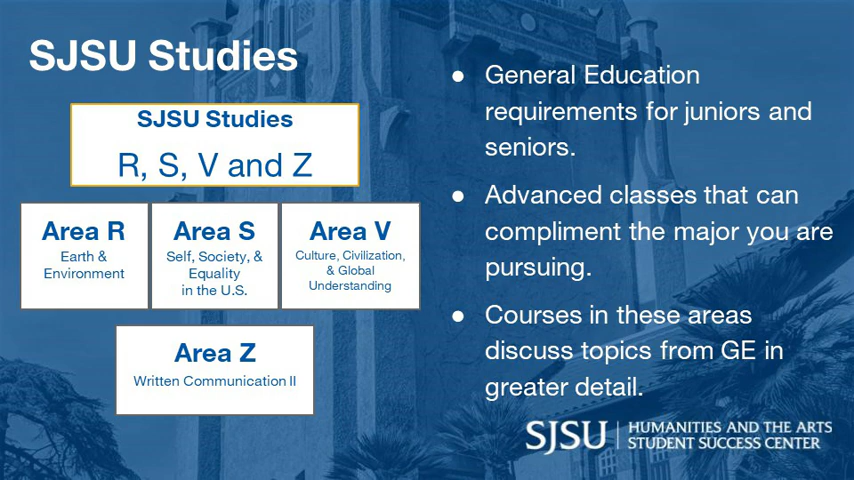 SJSU Studies
SJSU Studies
R, S, V and Z
Area R
Earth &
Environment
Area S
Self, Society, &
Equality
in the U.S.
Area V
Culture, Civilization,
& Global
Understanding
Area Z
Written Communication II
● General Education
requirements for juniors and
seniors.
● Advanced classes that can
compliment the major you are
pursuing.
● Courses in these areas
discuss topics from GE in
greater detail.
SJSU | HUMANITIES AND THE ARTS
STUDENT SUCCESS CENTER